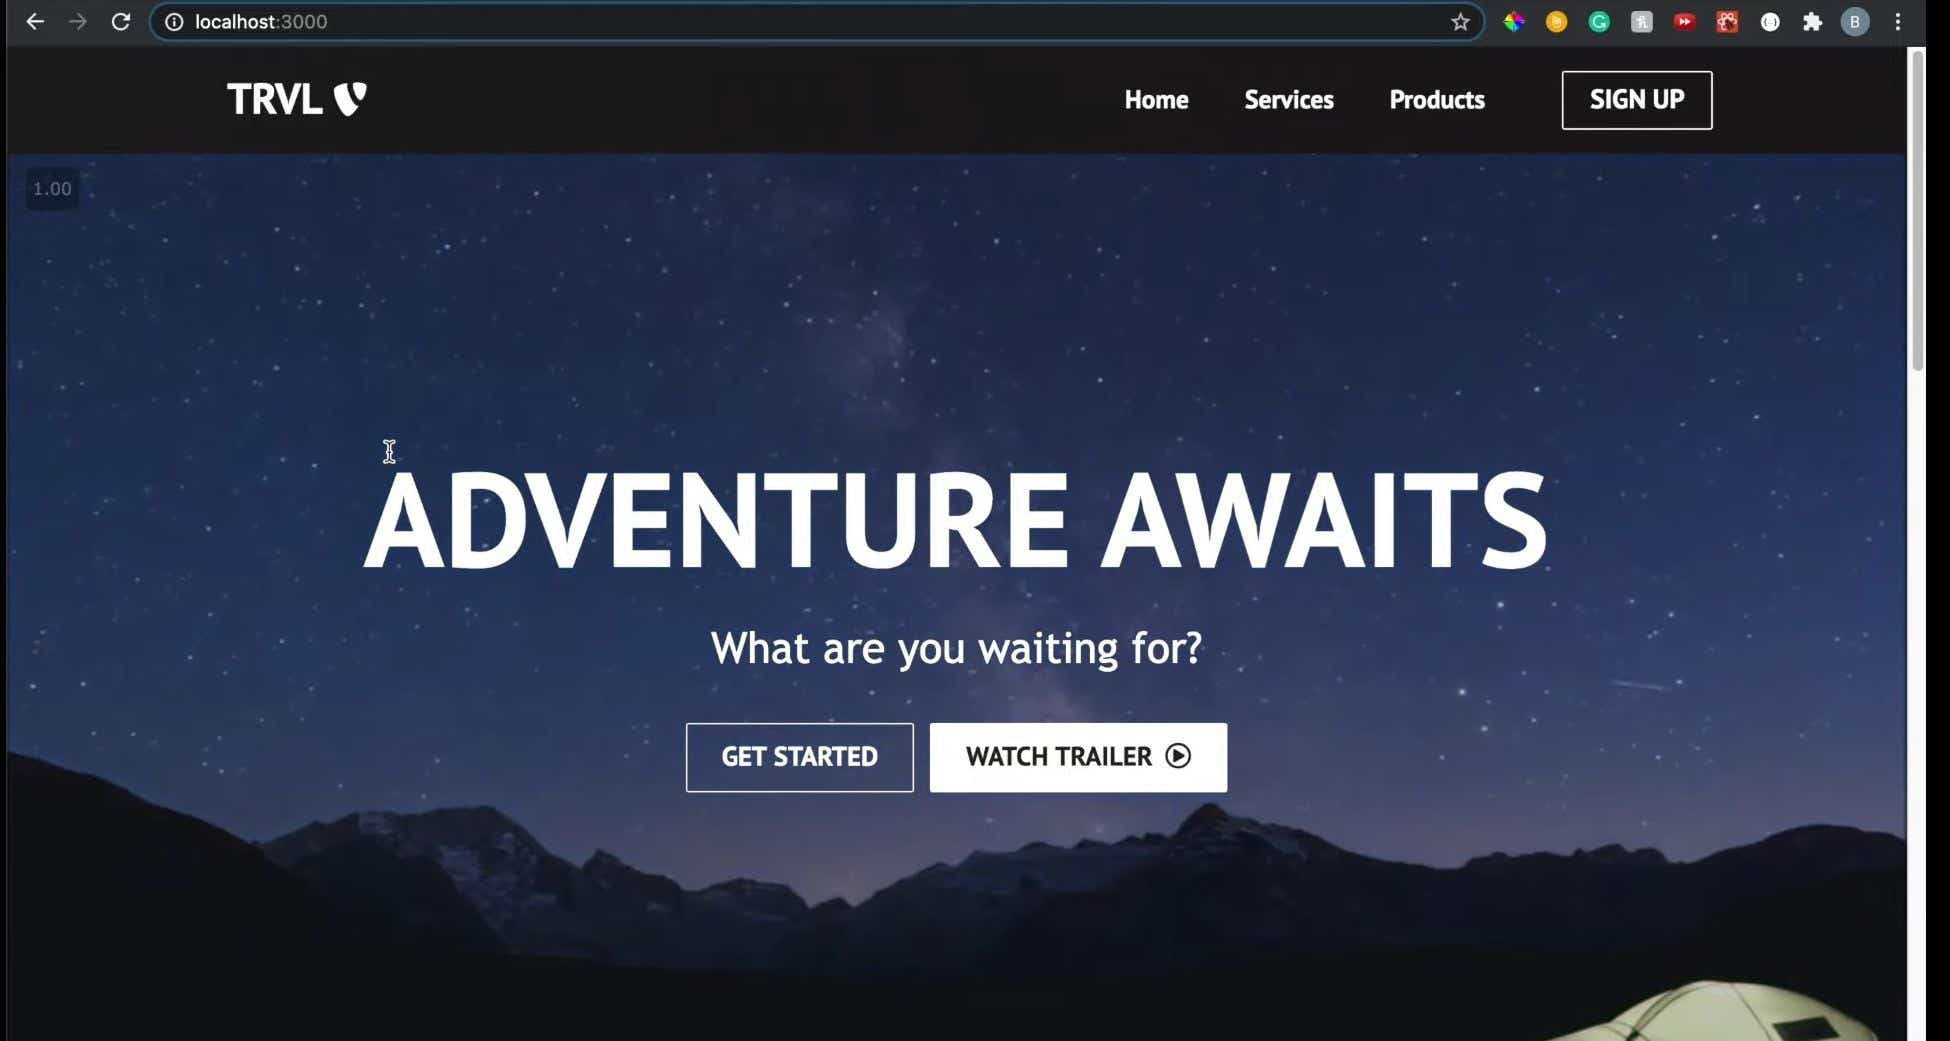 localhost:3000
B
TRVL
Home Services Products SIGN UP
1.00
ADVENTURE AWAITS
What are you waiting for?
GET STARTED WATCH TRAILER